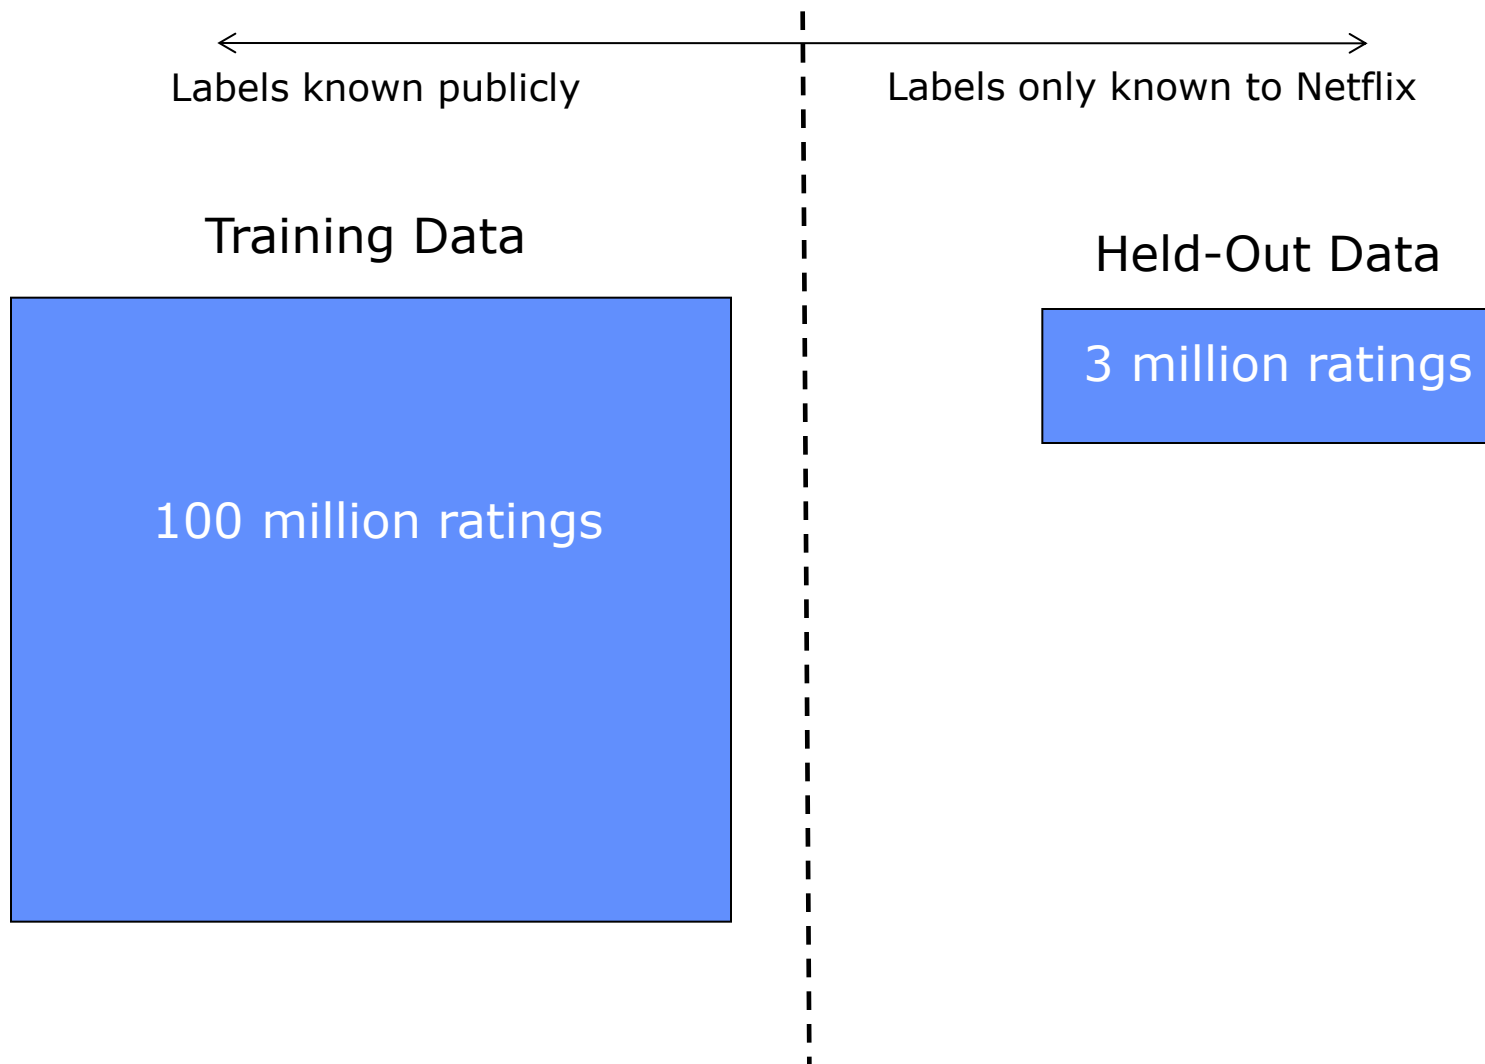 Labels known publicly
Labels only known to Netflix
Training Data
Held-Out Data
3 million ratings
100 million ratings